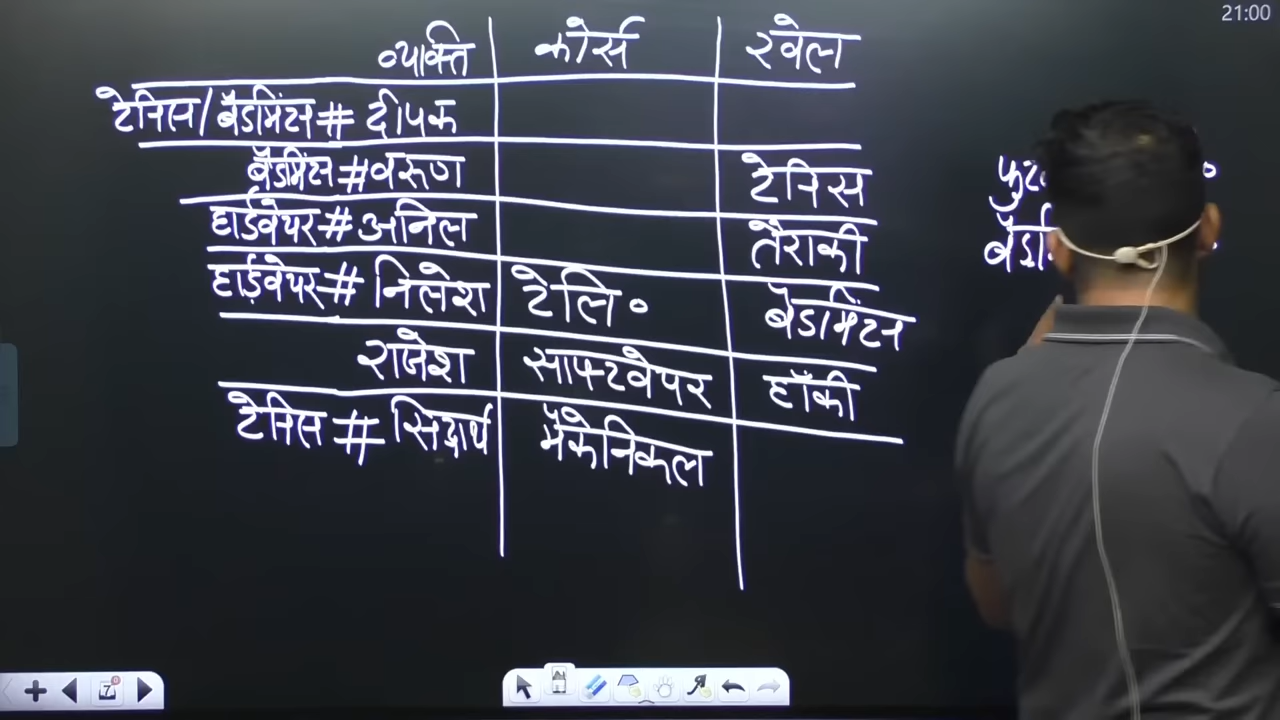 21:00
व्यक्ति कोर्स खेल
टेनिस/बैडमिंटन# दीपक
बैडमिंटन#वरूण टेनिस
हार्डवेयर#अनिल तैराकी
हार्डवेयर# निलेश टेलि॰ बैडमिंटन
राजेश साफ्टवेयर हॉकी
टेनिस# सिद्धार्थ मैकेनिकल
7